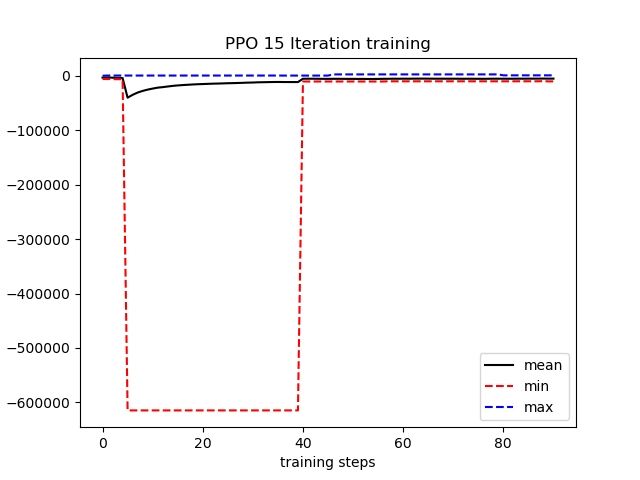 PPO 15 Iteration training
0
−100000
−200000
−300000
−400000
−500000
−600000
mean
min
max
0 20 40 60 80
training steps